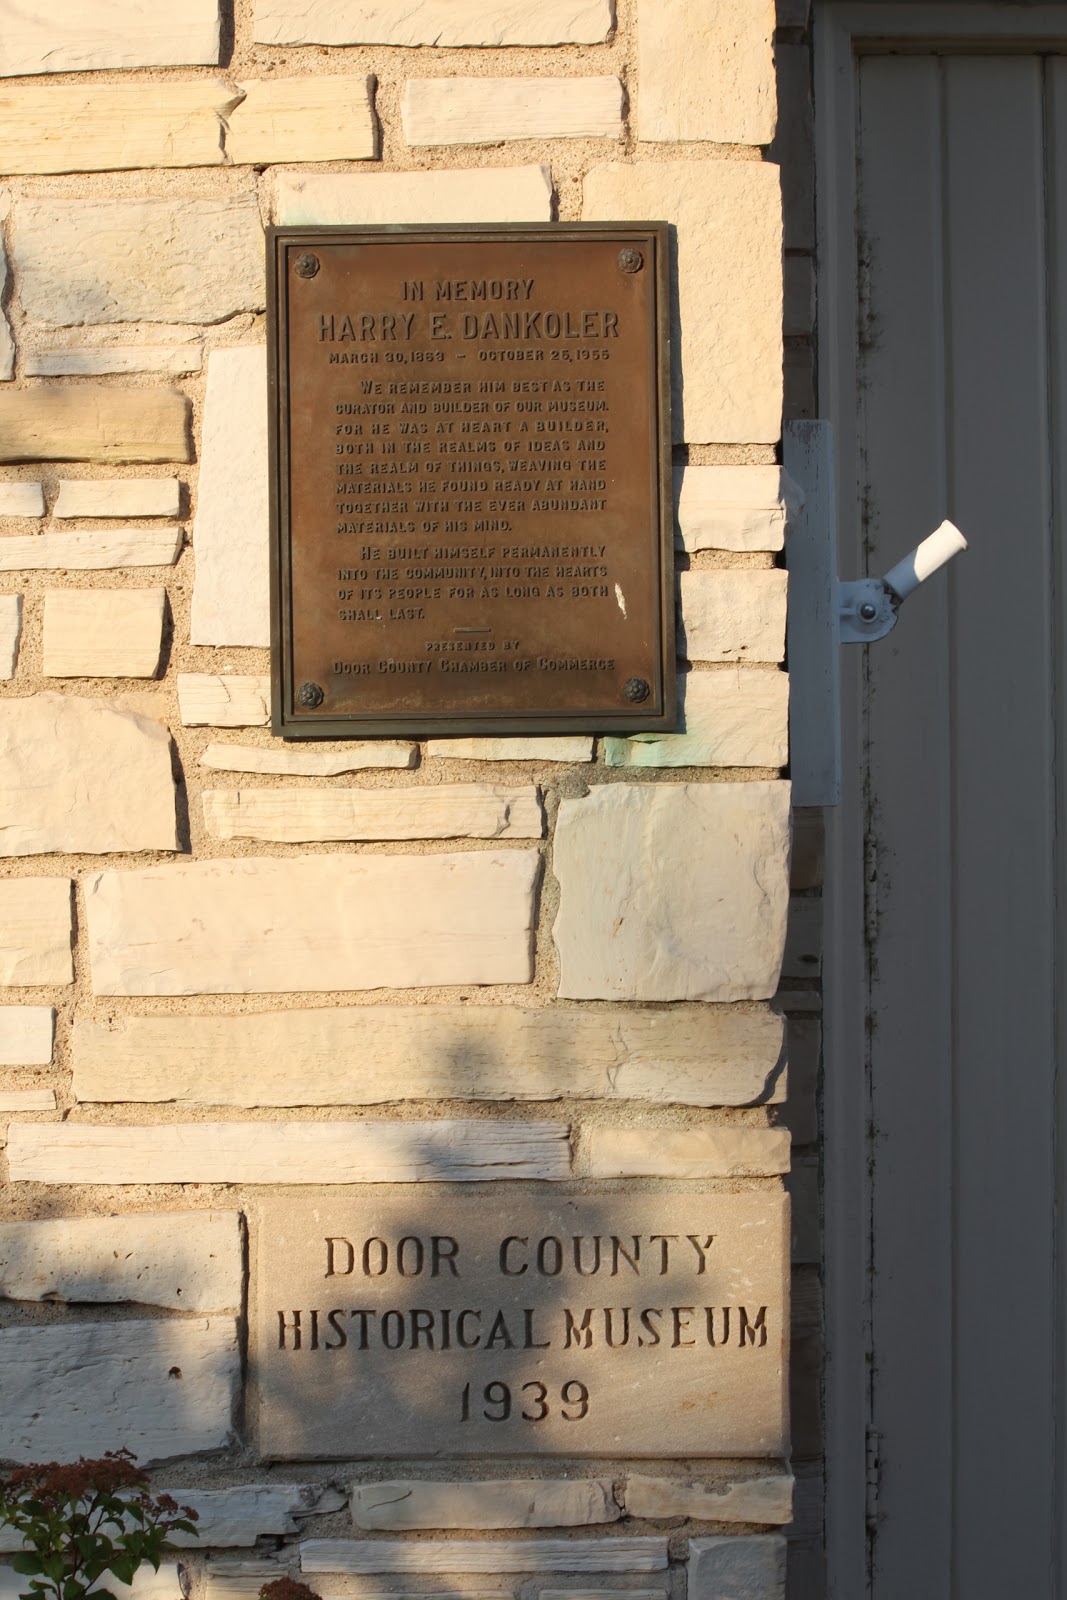 IN MEMORY
HARRY E. DANKOLER
MARCH 30, 1863 — OCTOBER 25, 1955
WE REMEMBER HIM BEST AS THE
CURATOR AND BUILDER OF OUR MUSEUM.
FOR HE WAS AT HEART A BUILDER,
BOTH IN THE REALMS OF IDEAS AND
THE REALM OF THINGS, WEAVING THE
MATERIALS HE FOUND READY AT HAND
TOGETHER WITH THE EVER ABUNDANT
MATERIALS OF HIS MIND.
HE BUILT HIMSELF PERMANENTLY
INTO THE COMMUNITY, INTO THE HEARTS
OF ITS PEOPLE FOR AS LONG AS BOTH
SHALL LAST.
PRESENTED BY
DOOR COUNTY CHAMBER OF COMMERCE
DOOR COUNTY
HISTORICAL MUSEUM
1939